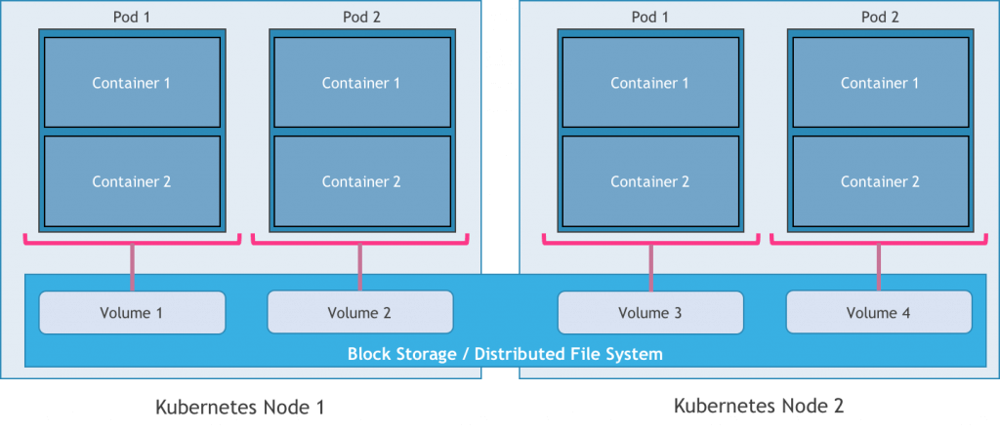 Pod 1
Pod 2
Pod 1
Pod 2
Container 1
Container 1
Container 1
Container 1
Container 2
Container 2
Container 2
Container 2
Volume 1
Volume 2
Volume 3
Volume 4
Block Storage / Distributed File System
Kubernetes Node 1
Kubernetes Node 2